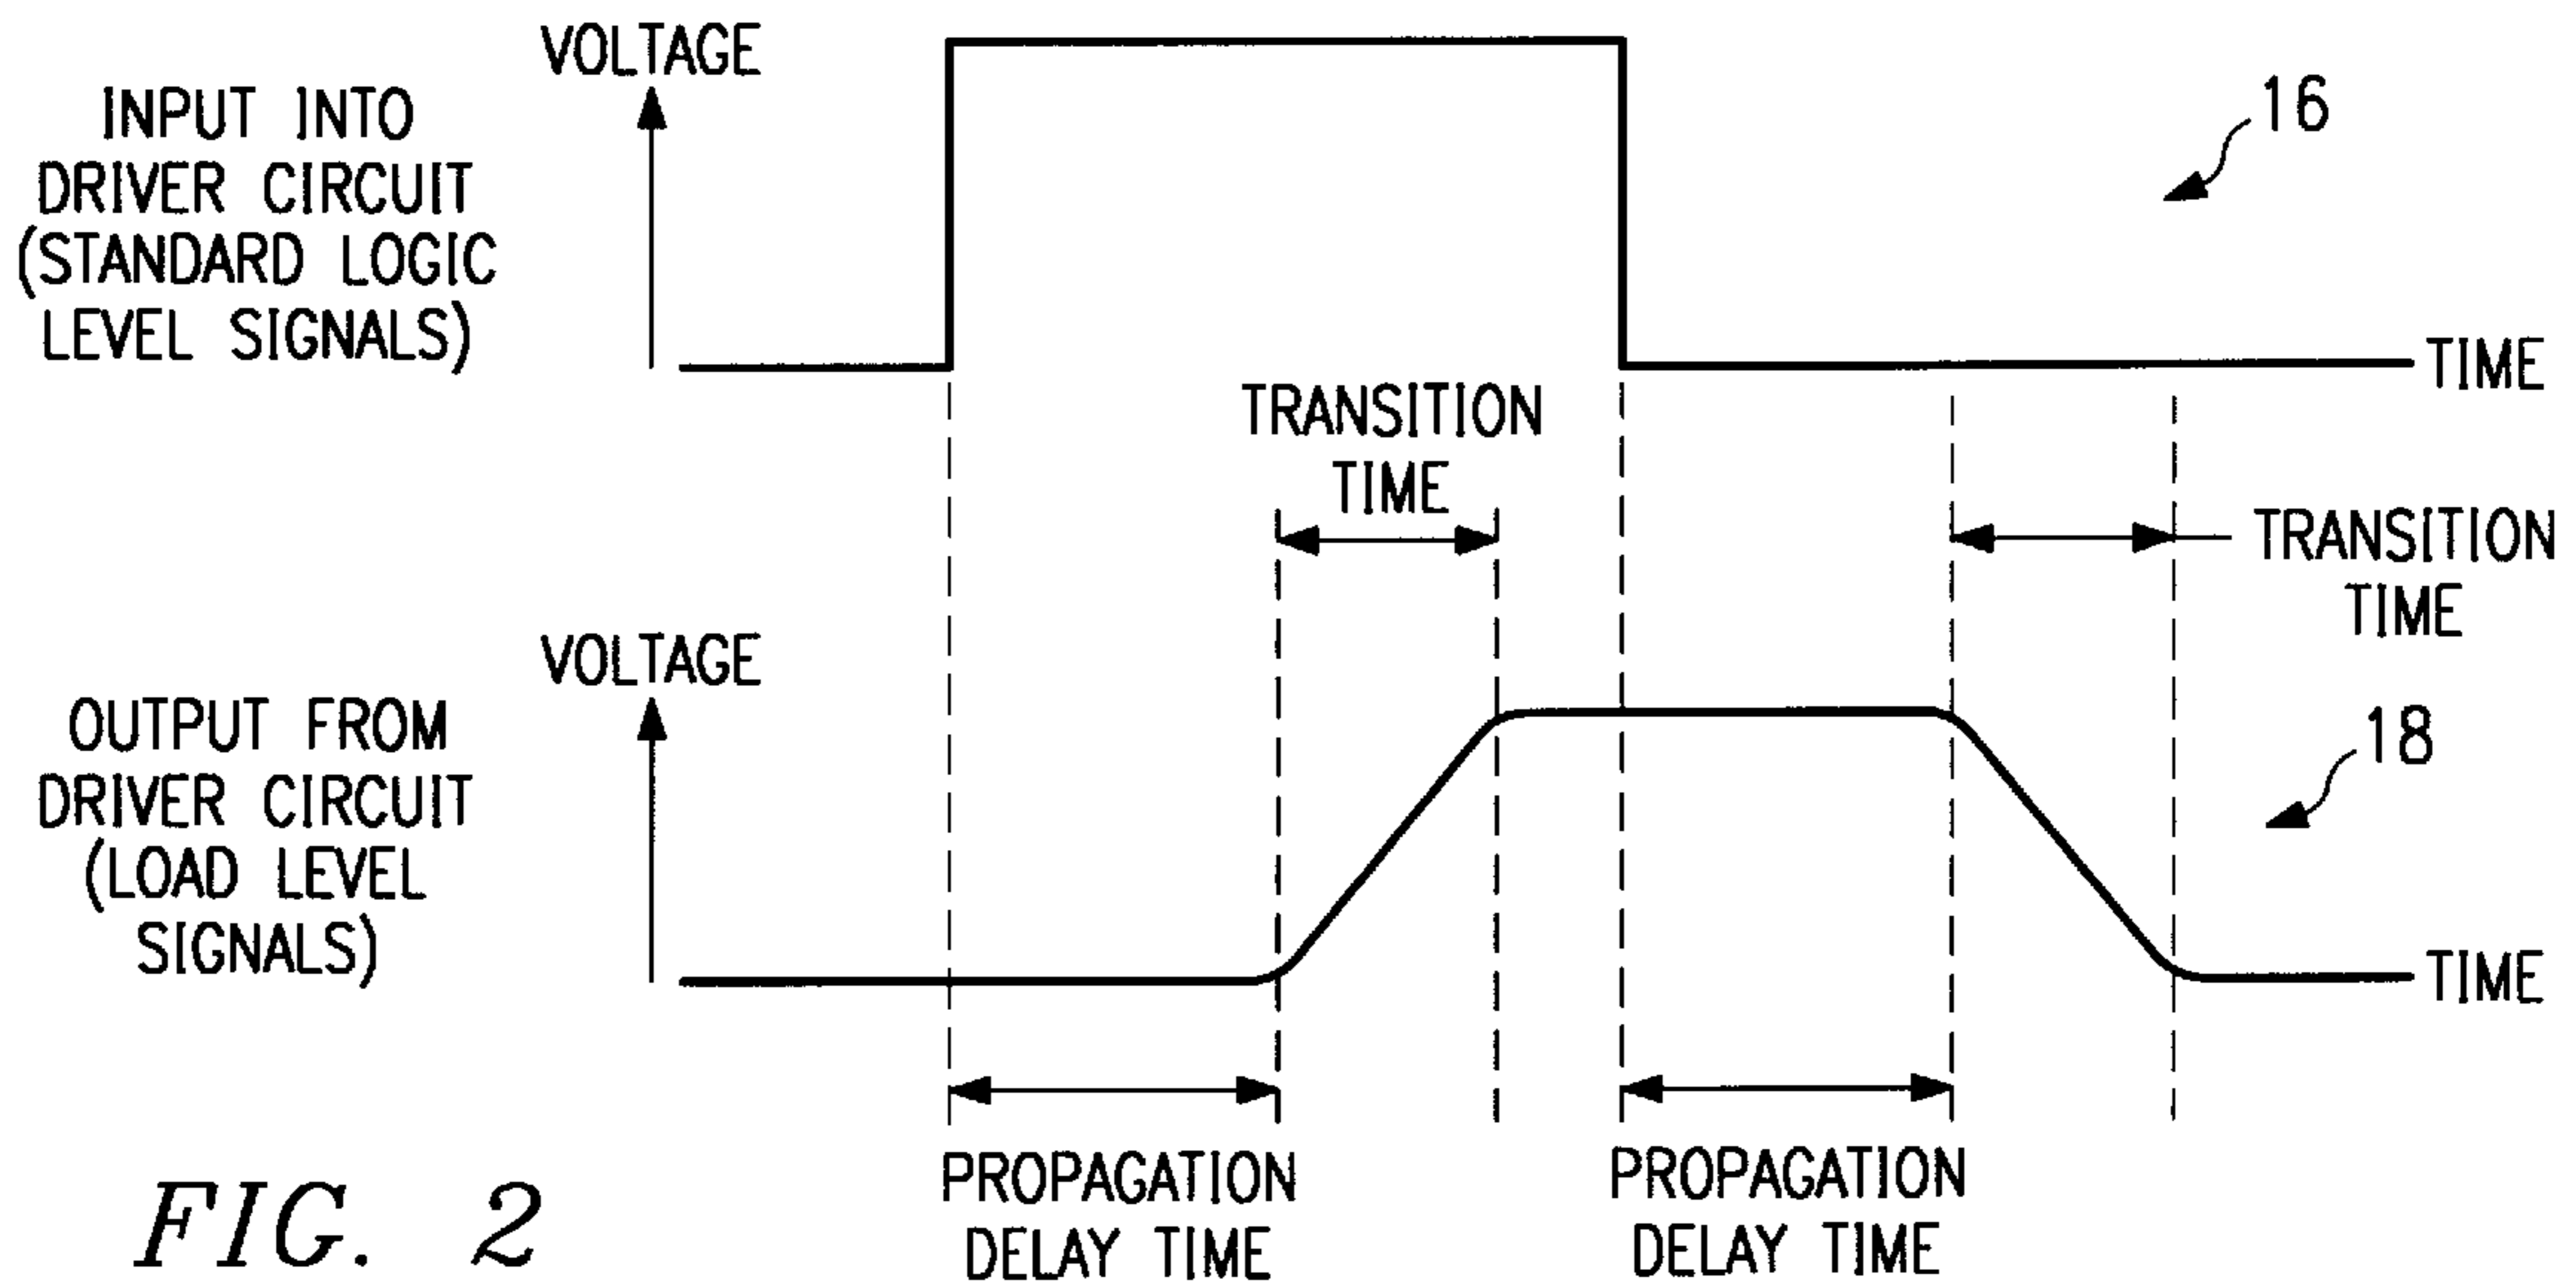 VOLTAGE
INPUT INTO
DRIVER CIRCUIT
(STANDARD LOGIC
LEVEL SIGNALS)
16
TIME
TRANSITION
TIME
TRANSITION
TIME
VOLTAGE
OUTPUT FROM
DRIVER CIRCUIT
(LOAD LEVEL
SIGNALS)
18
TIME
PROPAGATION
DELAY TIME
PROPAGATION
DELAY TIME
FIG. 2